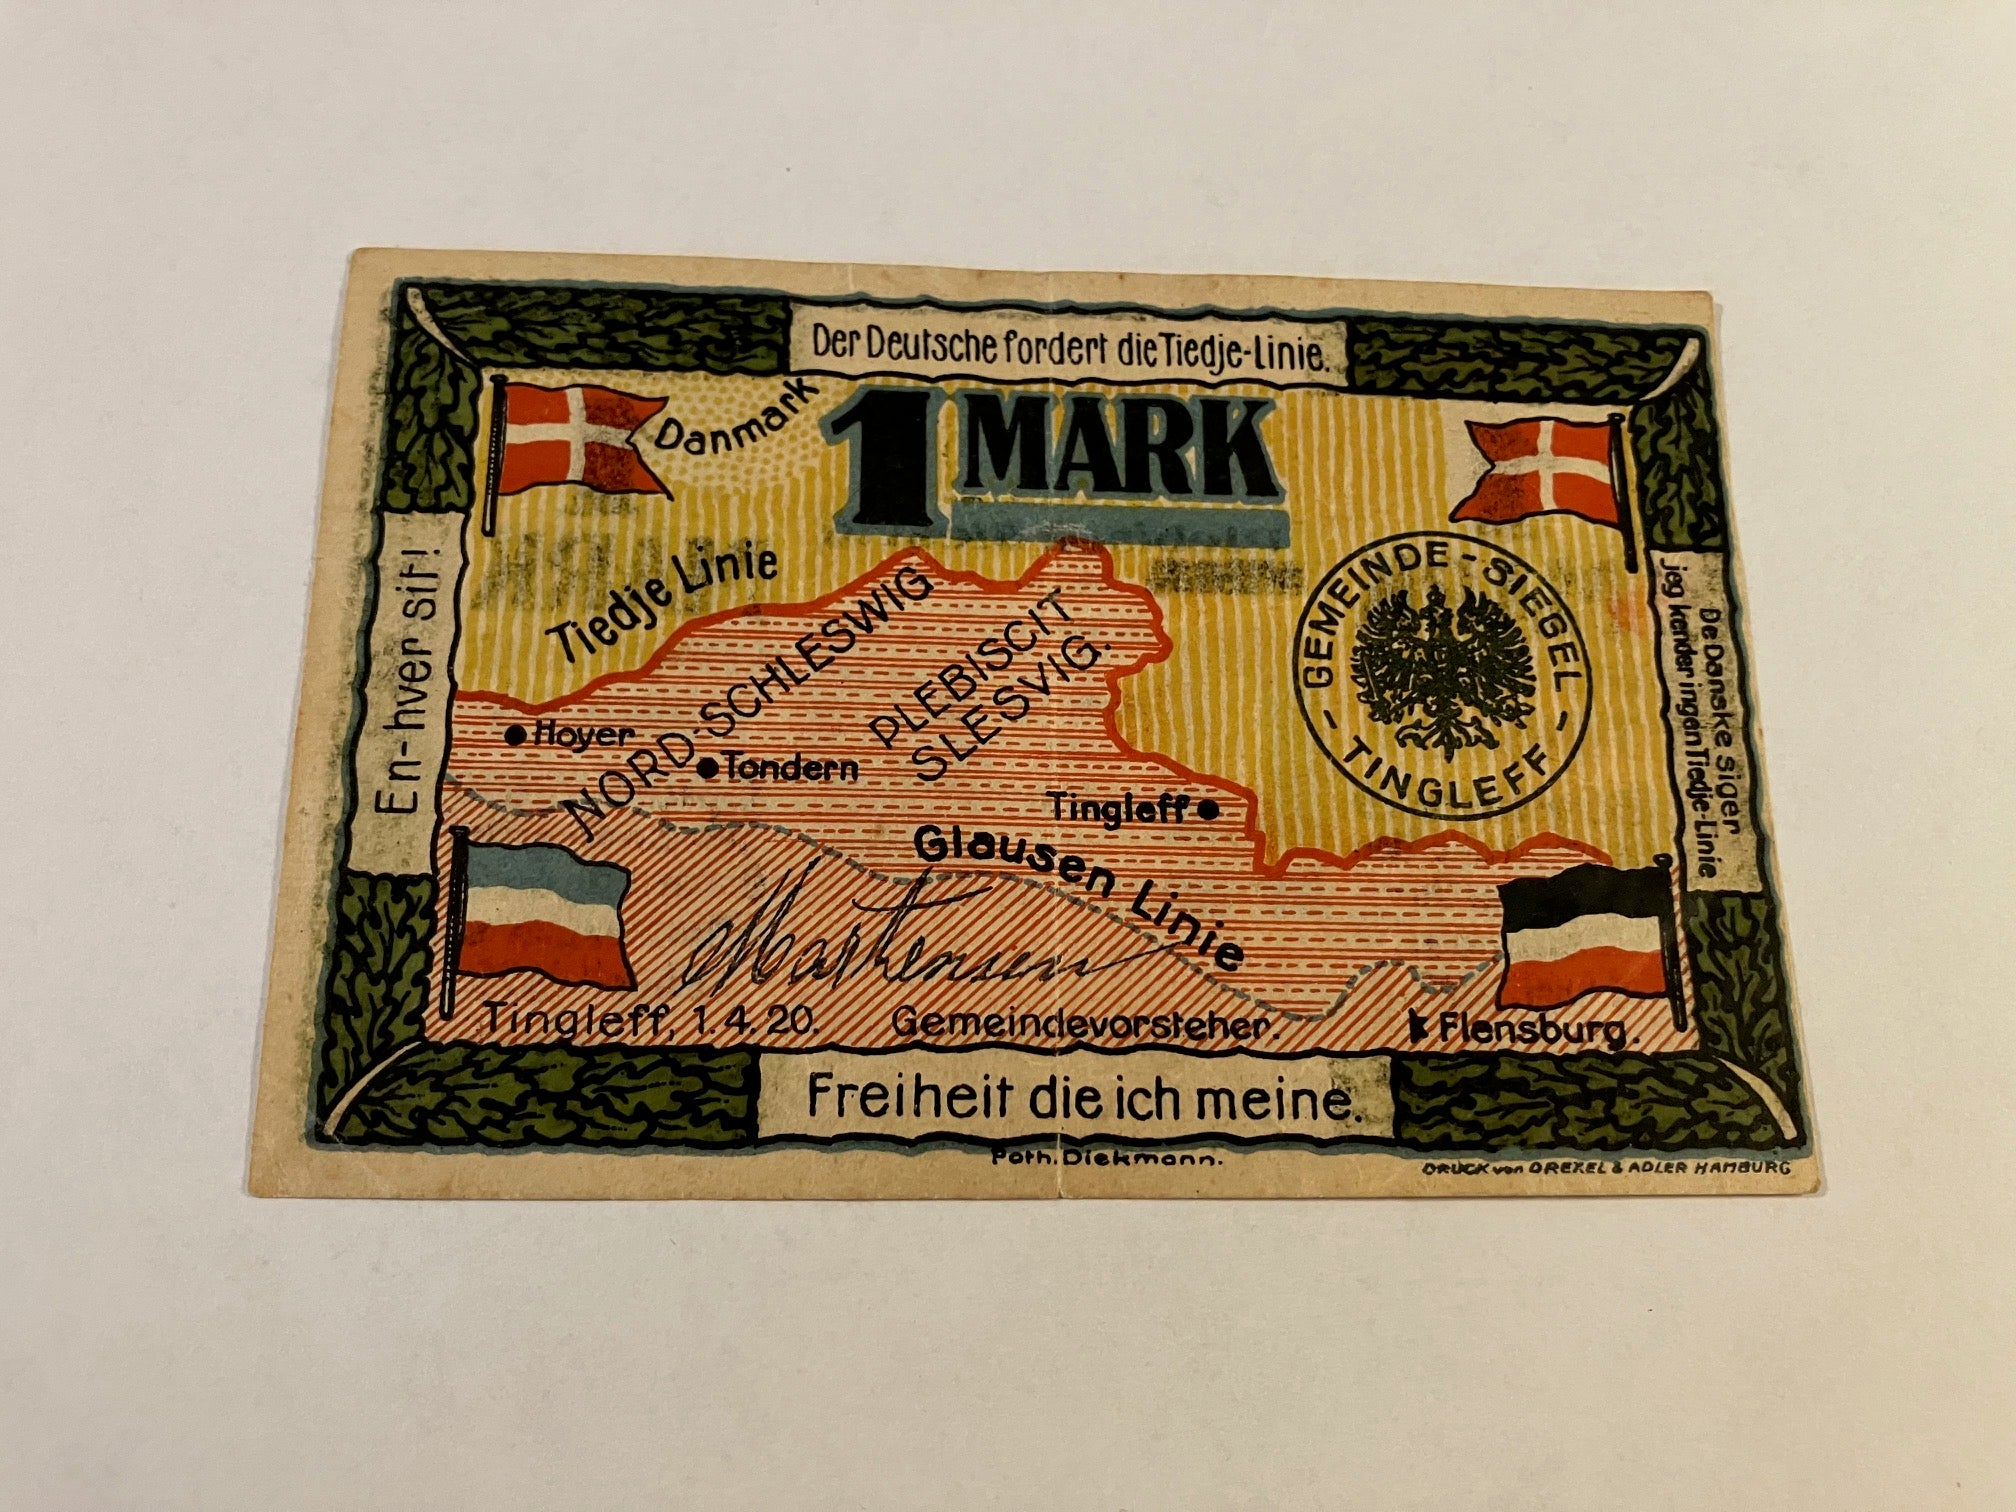 Der Deutsche fordert die Tiedje-Linie.
Danmark
1 MARK
Tiedje Linie
GEMEINDE-SIEGEL
- TINGLEFF -
En-hver sit!
De Danske siger
jeg kender ingen Tiedje-Linie
NORD-SCHLESWIG
PLEBISCIT
SLESVIG.
Hoyer
Tondern
Tingleff
Glausen Linie
Martensen
Tingleff, 1.4.20. Gemeindevorsteher.
Flensburg.
Freiheit die ich meine.
Poth. Diekmann.
DRUCK von DREXEL & ADLER HAMBURG